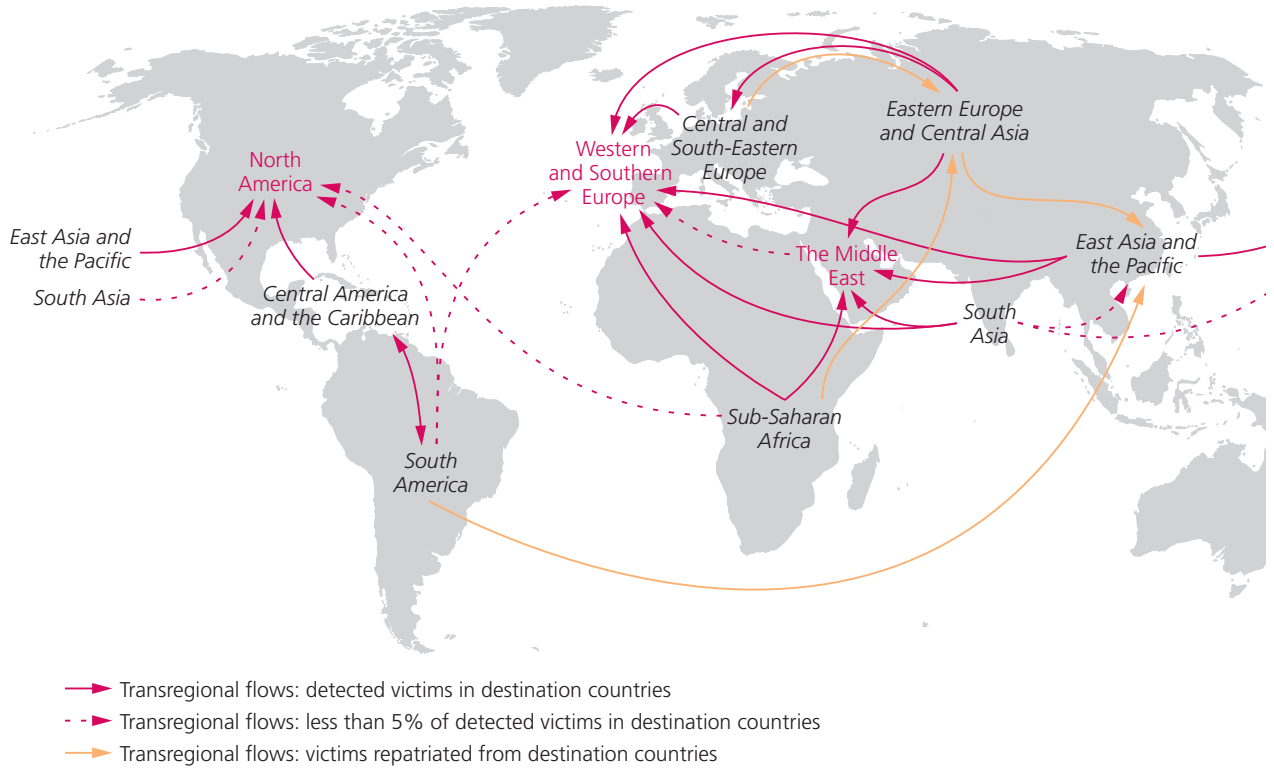 North
America
East Asia and
the Pacific
South Asia
Central America
and the Caribbean
South
America
Western
and Southern
Europe
Central and
South-Eastern
Europe
Eastern Europe
and Central Asia
The Middle
East
East Asia and
the Pacific
South
Asia
Sub-Saharan
Africa
Transregional flows: detected victims in destination countries
Transregional flows: less than 5% of detected victims in destination countries
Transregional flows: victims repatriated from destination countries